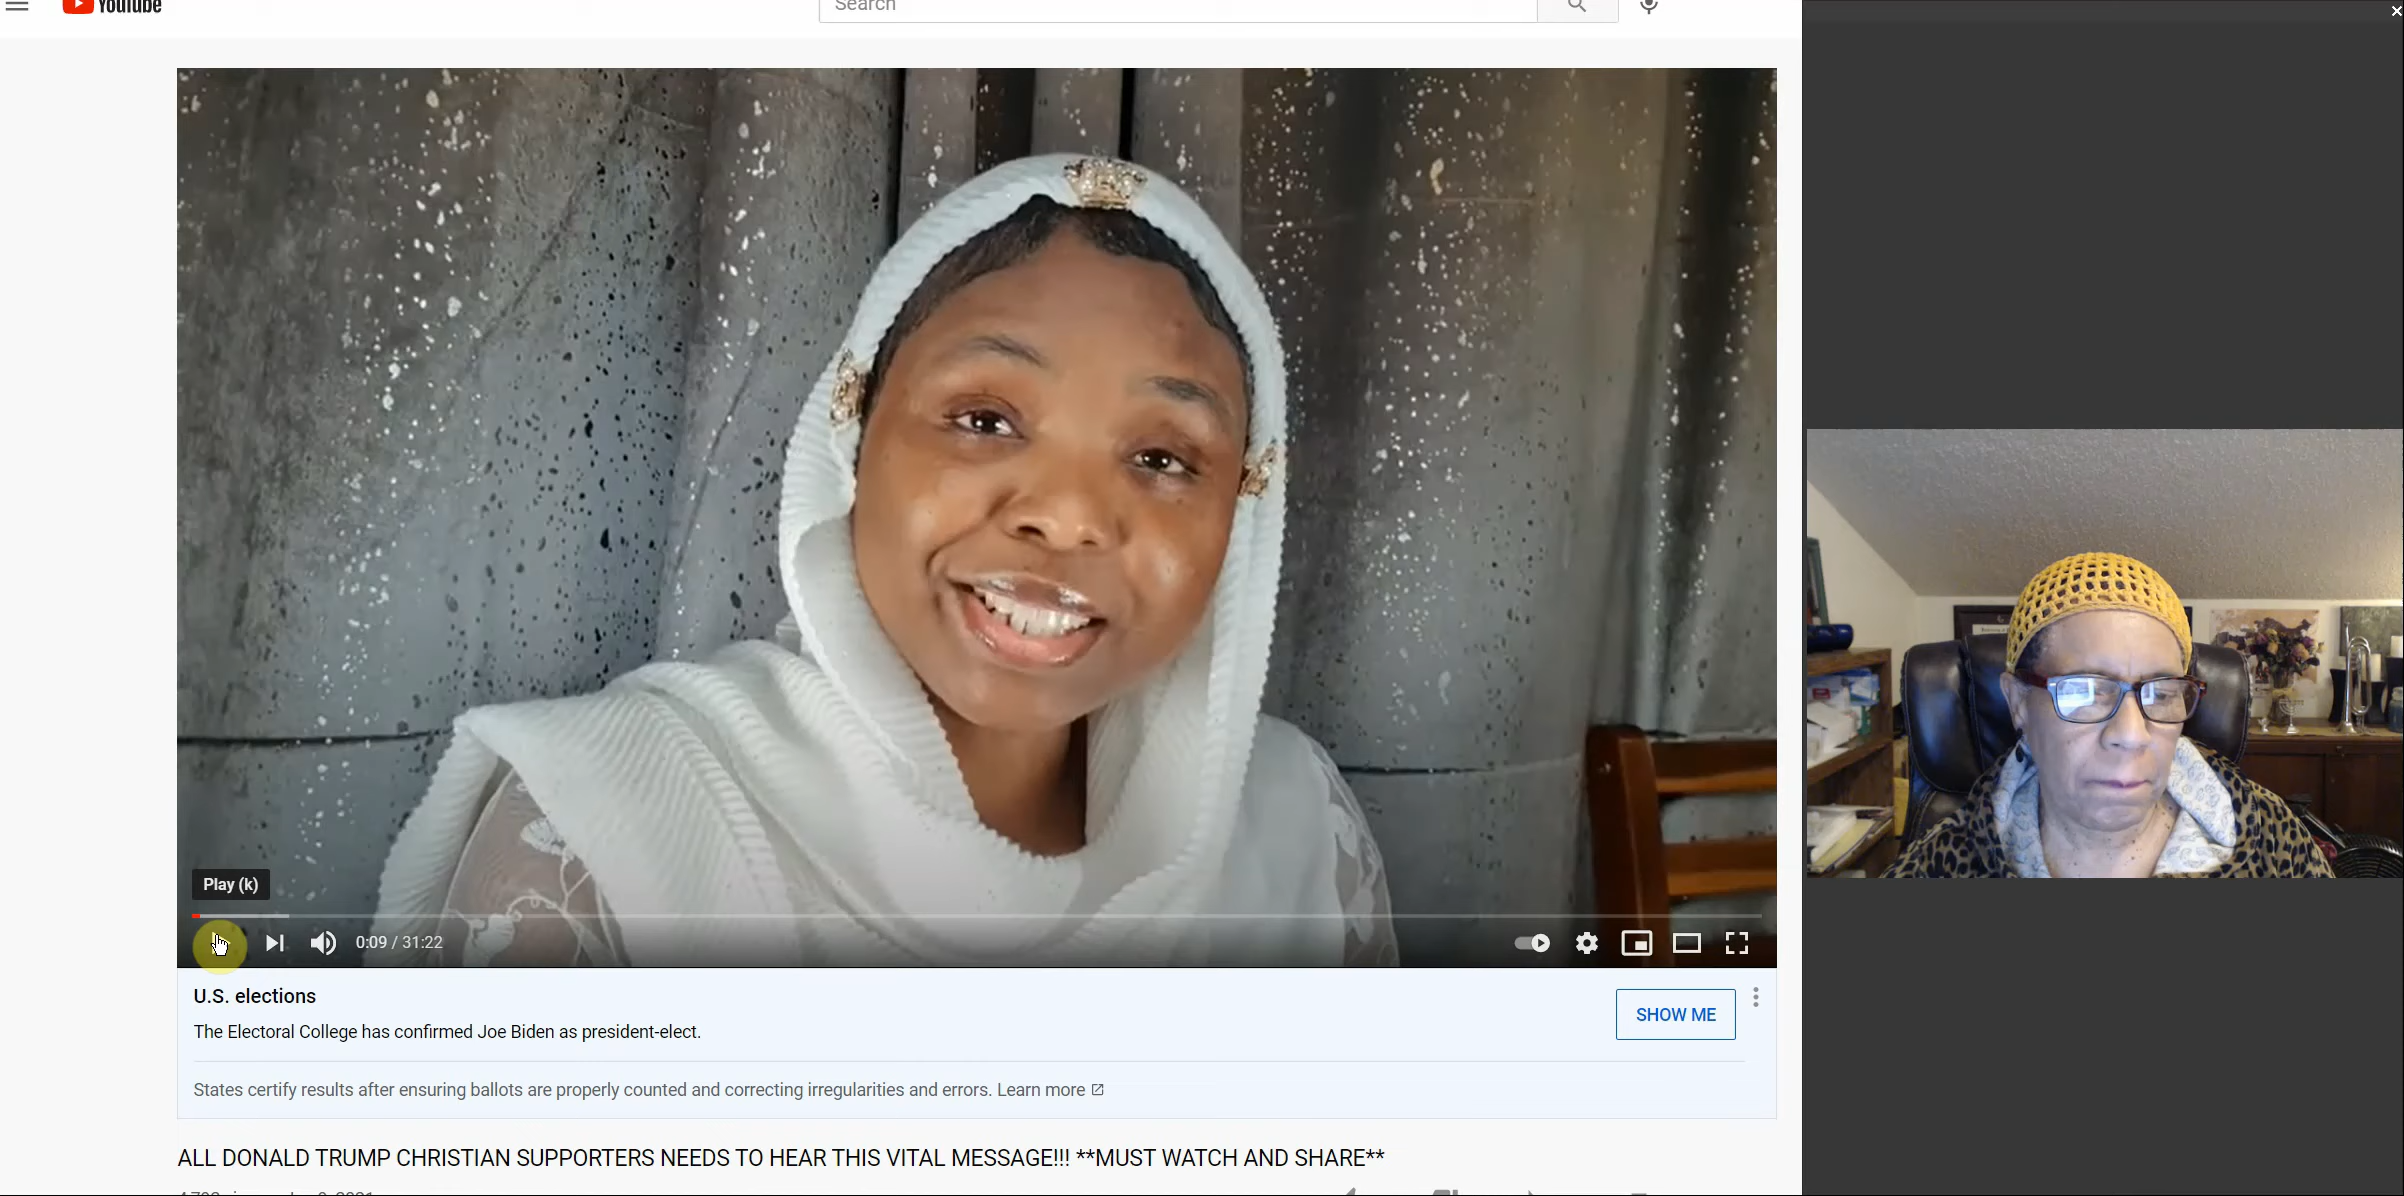 YouTube
Search
Play (k)
0:09 / 31:22
U.S. elections
The Electoral College has confirmed Joe Biden as president-elect.
SHOW ME
States certify results after ensuring ballots are properly counted and correcting irregularities and errors. Learn more
ALL DONALD TRUMP CHRISTIAN SUPPORTERS NEEDS TO HEAR THIS VITAL MESSAGE!!! **MUST WATCH AND SHARE**